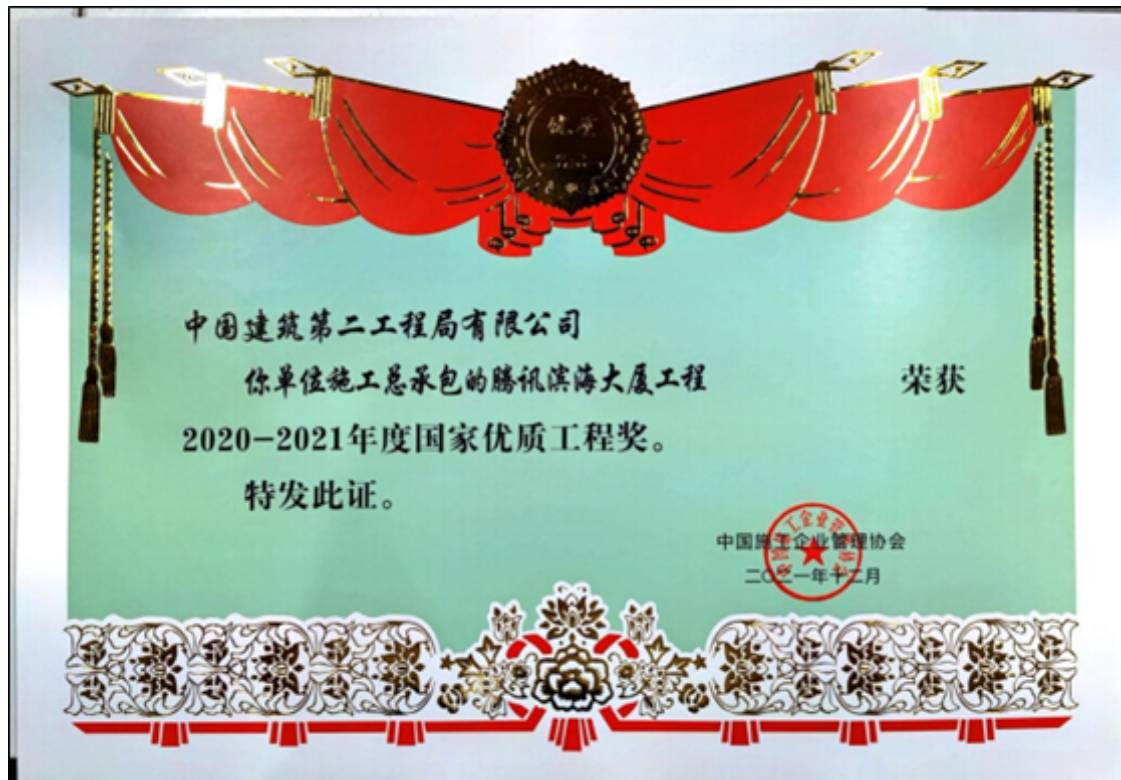 中国建筑第二工程局有限公司
你单位施工总承包的腾讯滨海大厦工程 荣获
2020-2021年度国家优质工程奖。
特发此证。
中国施工企业管理协会
二〇二一年十二月